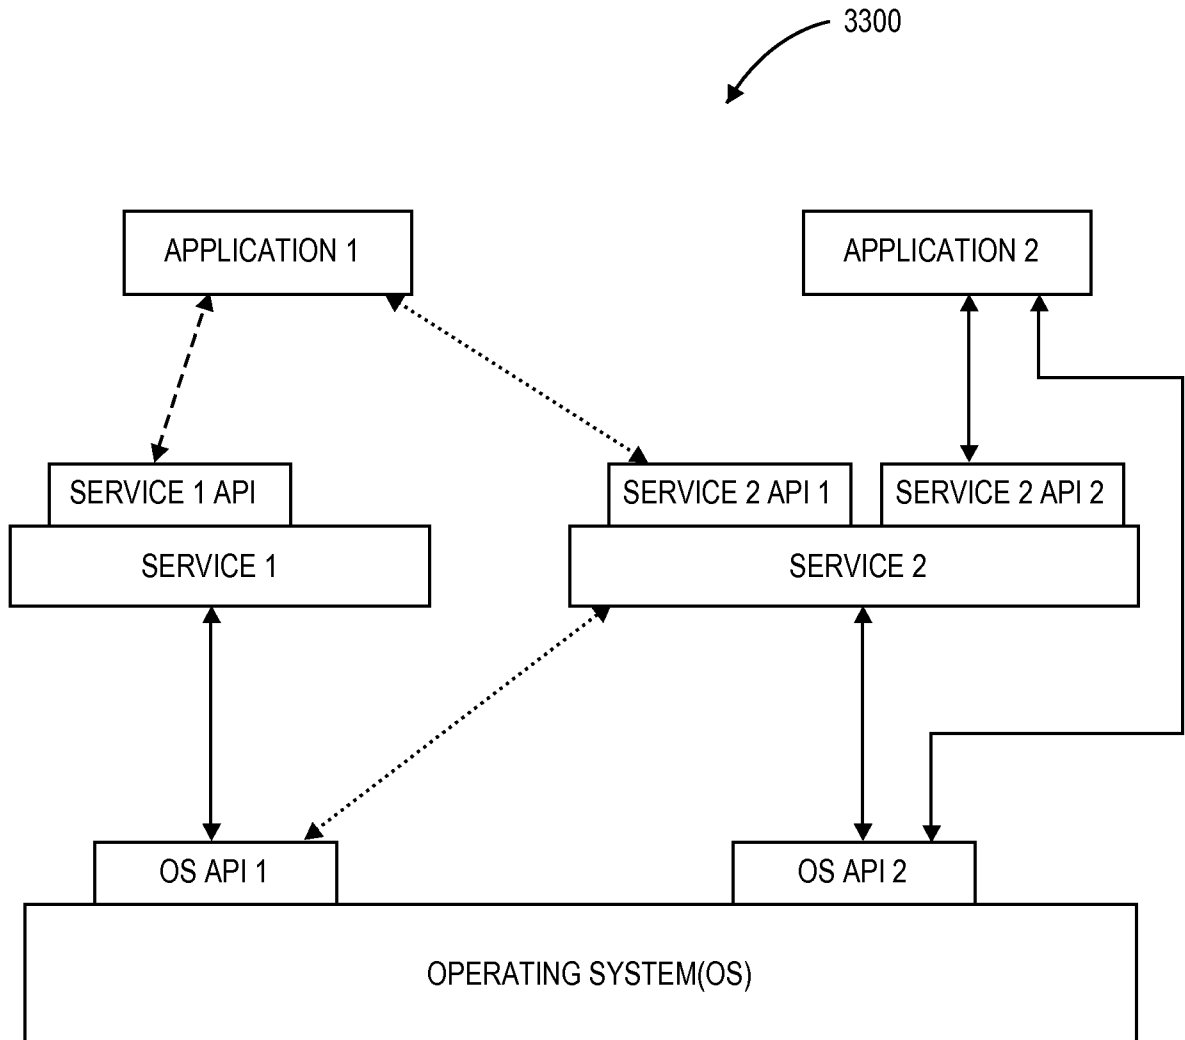 3300
APPLICATION 1
APPLICATION 2
SERVICE 1 API
SERVICE 2 API 1
SERVICE 2 API 2
SERVICE 1
SERVICE 2
OS API 1
OS API 2
OPERATING SYSTEM(OS)